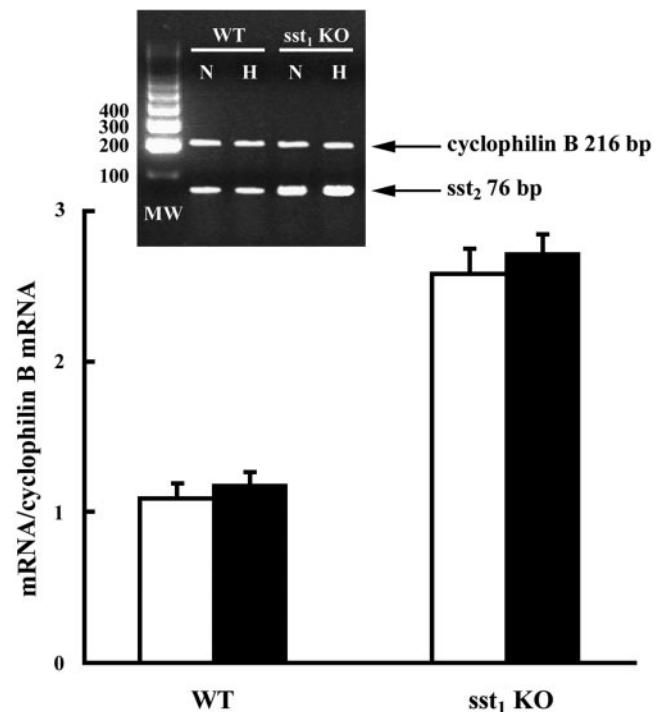 WT sst₁ KO
N H N H
400
300
200
100
MW
cyclophilin B 216 bp
sst₂ 76 bp
mRNA/cyclophilin B mRNA
3
2
1
0
WT sst₁ KO